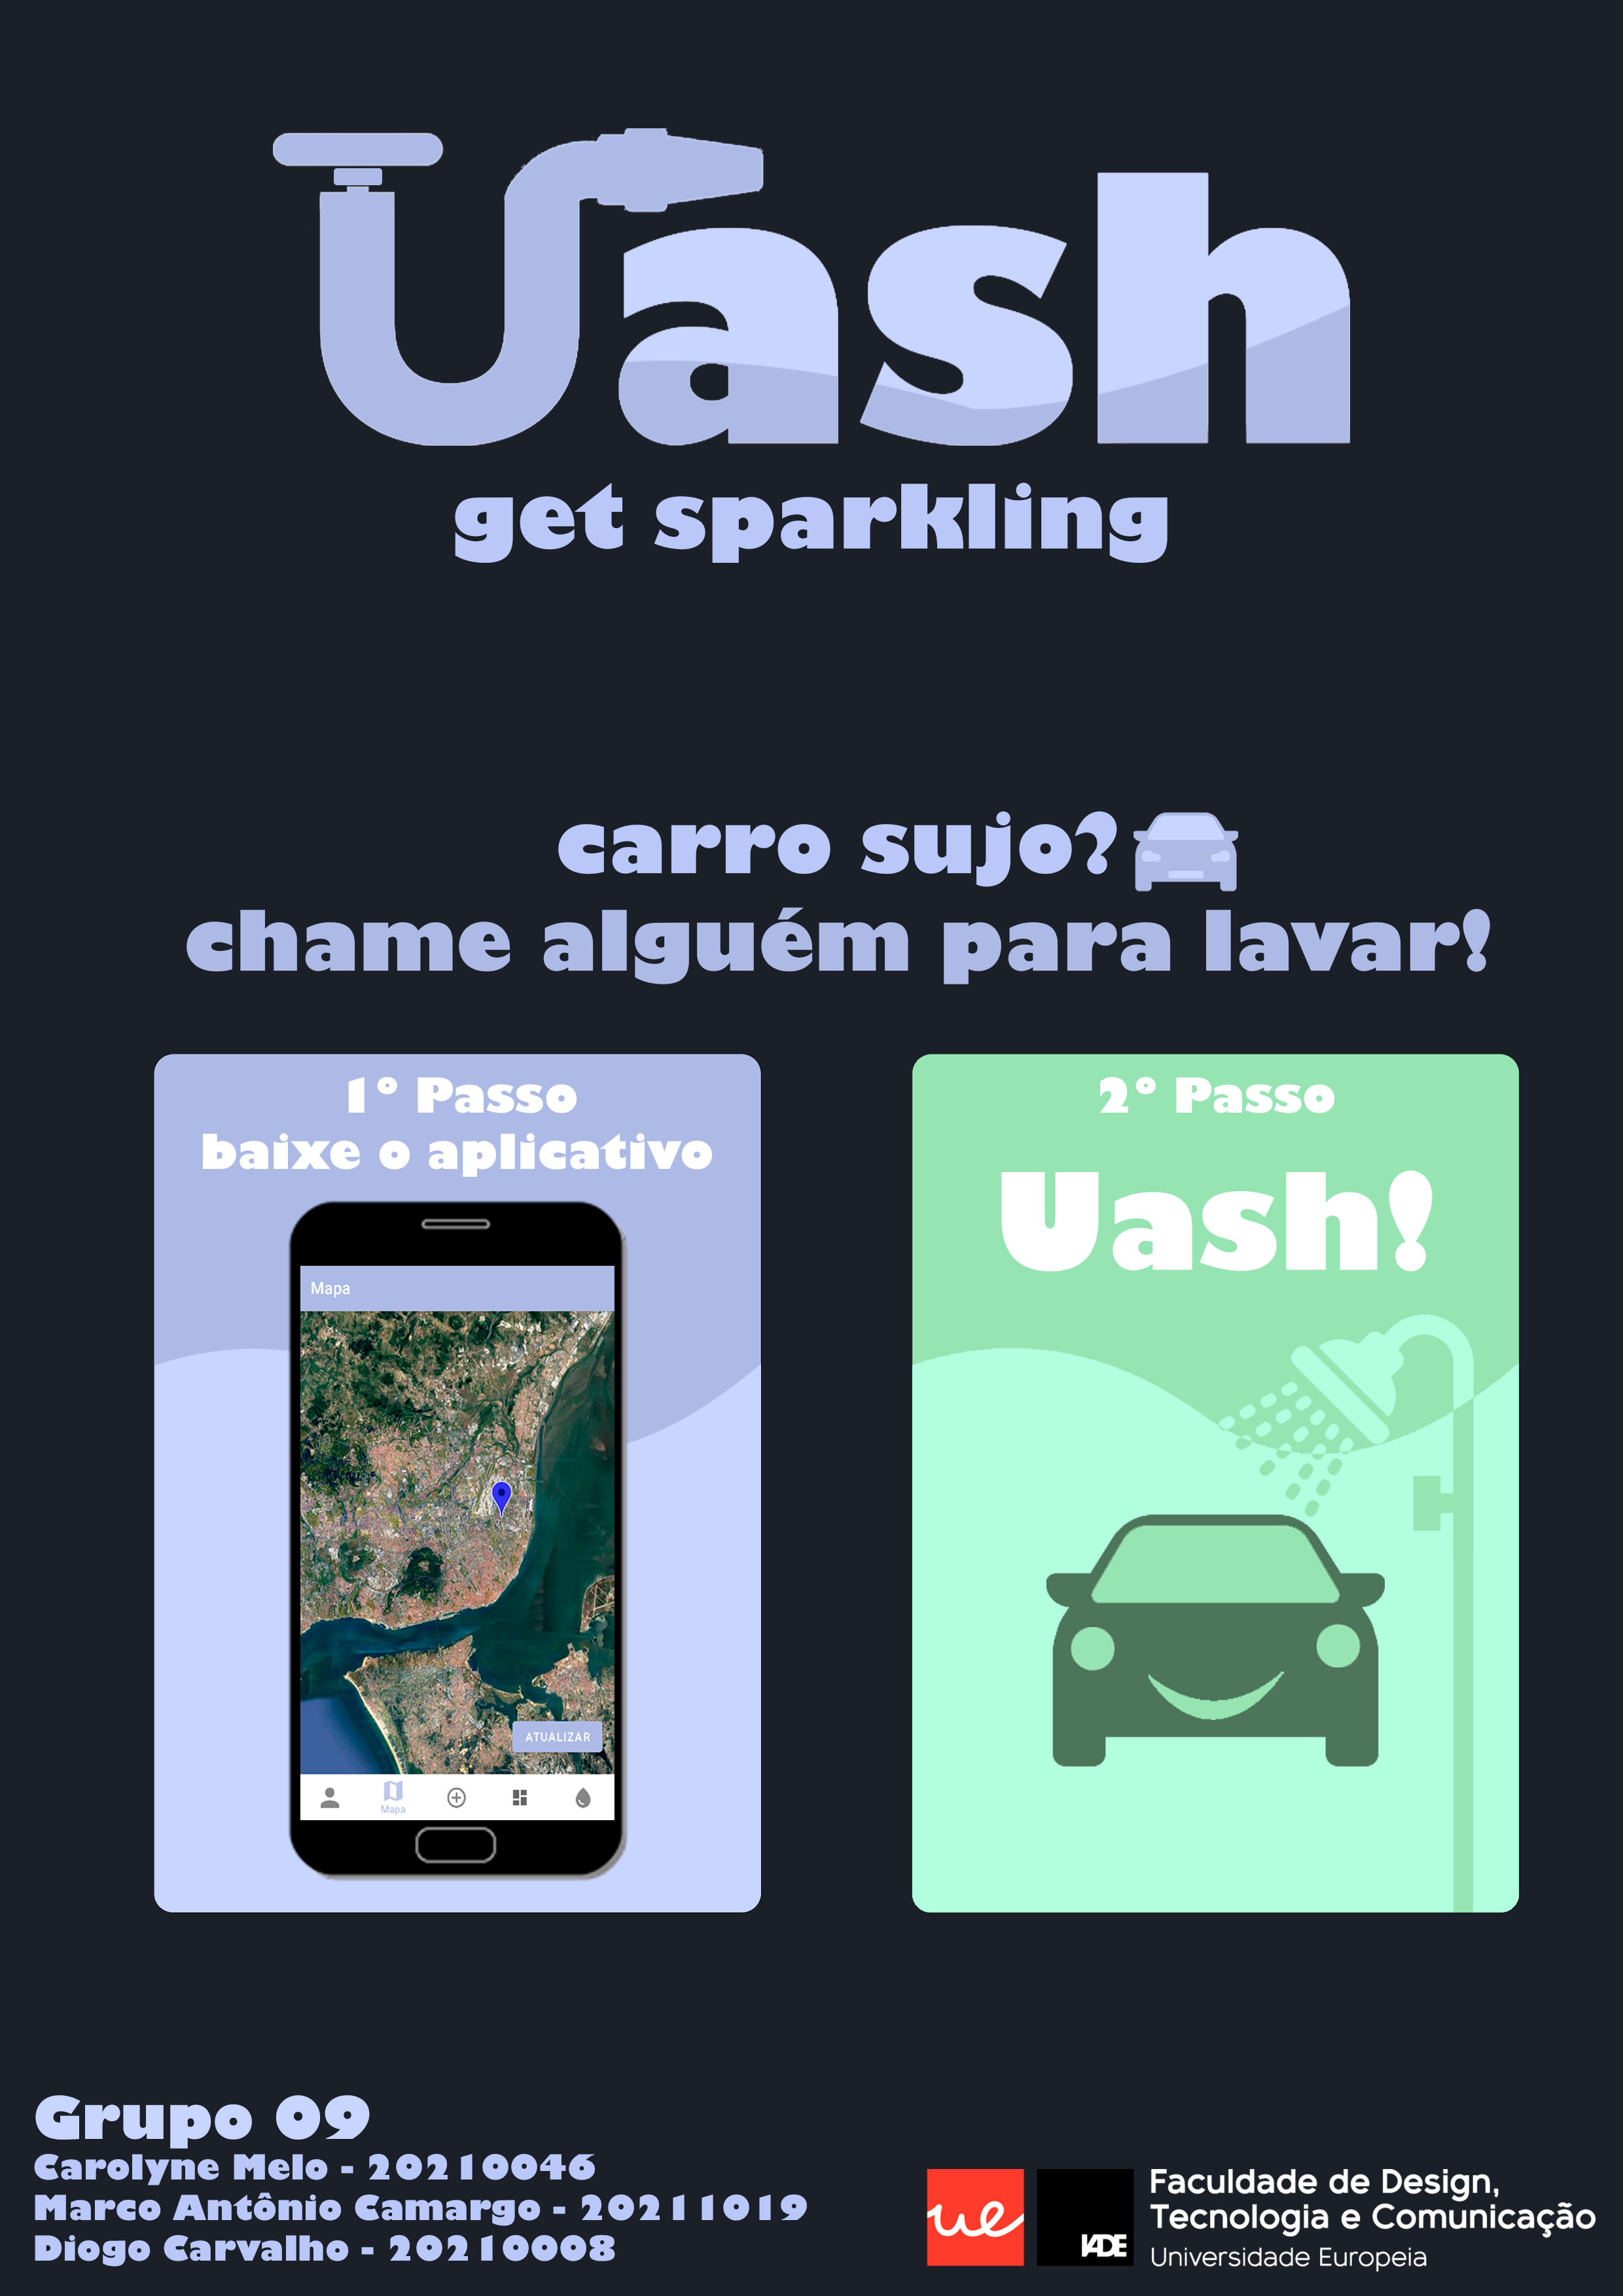 Uash
get sparkling
carro sujo?
chame alguém para lavar!
1º Passo
baixe o aplicativo
Mapa
ATUALIZAR
Mapa
2º Passo
Uash!
Grupo 09
Carolyne Melo - 20210046
Marco Antônio Camargo - 20211019
Diogo Carvalho - 20210008
ue
IADE
Faculdade de Design,
Tecnologia e Comunicação
Universidade Europeia